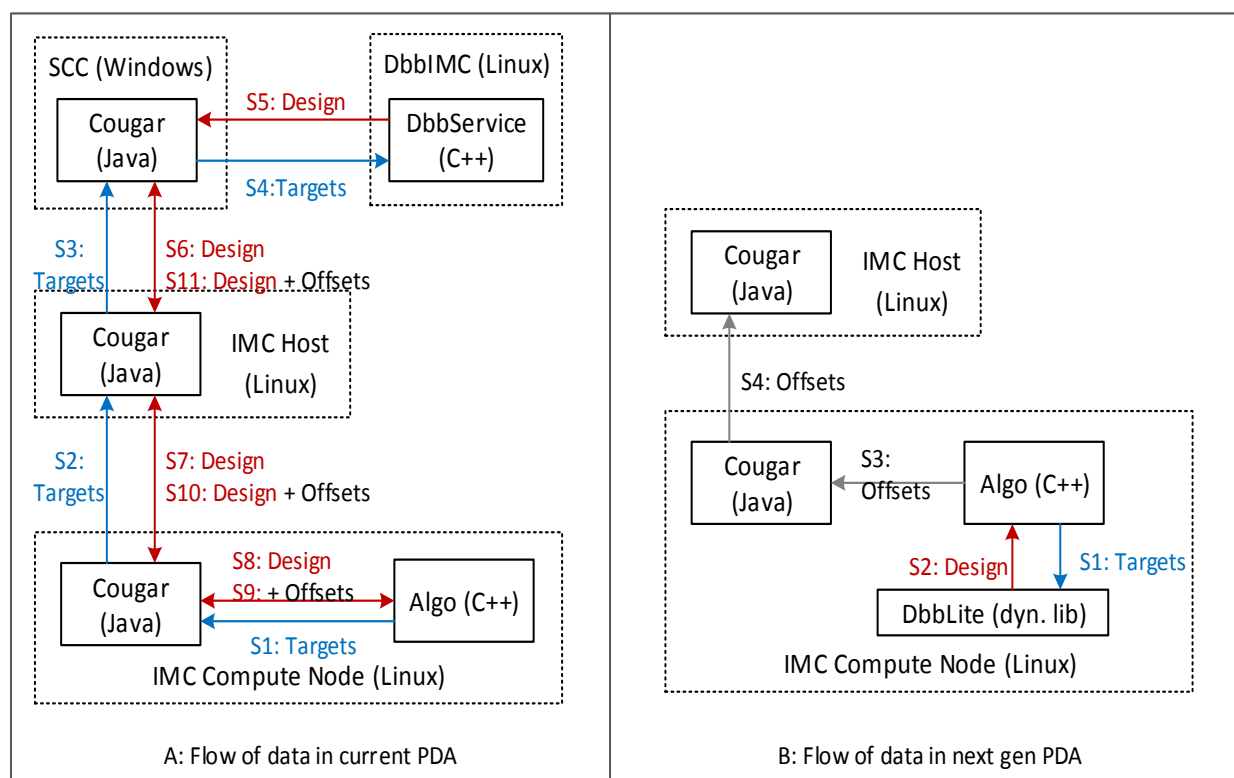 SCC (Windows)
Cougar
(Java)
S5: Design
S4:Targets
DbbIMC (Linux)
DbbService
(C++)
S3:
Targets
S6: Design
S11: Design + Offsets
Cougar
(Java)
IMC Host
(Linux)
S2:
Targets
S7: Design
S10: Design + Offsets
Cougar
(Java)
S8: Design
S9: + Offsets
S1: Targets
Algo (C++)
IMC Compute Node (Linux)
A: Flow of data in current PDA
Cougar
(Java)
IMC Host
(Linux)
S4: Offsets
Cougar
(Java)
S3:
Offsets
Algo (C++)
S2: Design
S1: Targets
DbbLite (dyn. lib)
IMC Compute Node (Linux)
B: Flow of data in next gen PDA